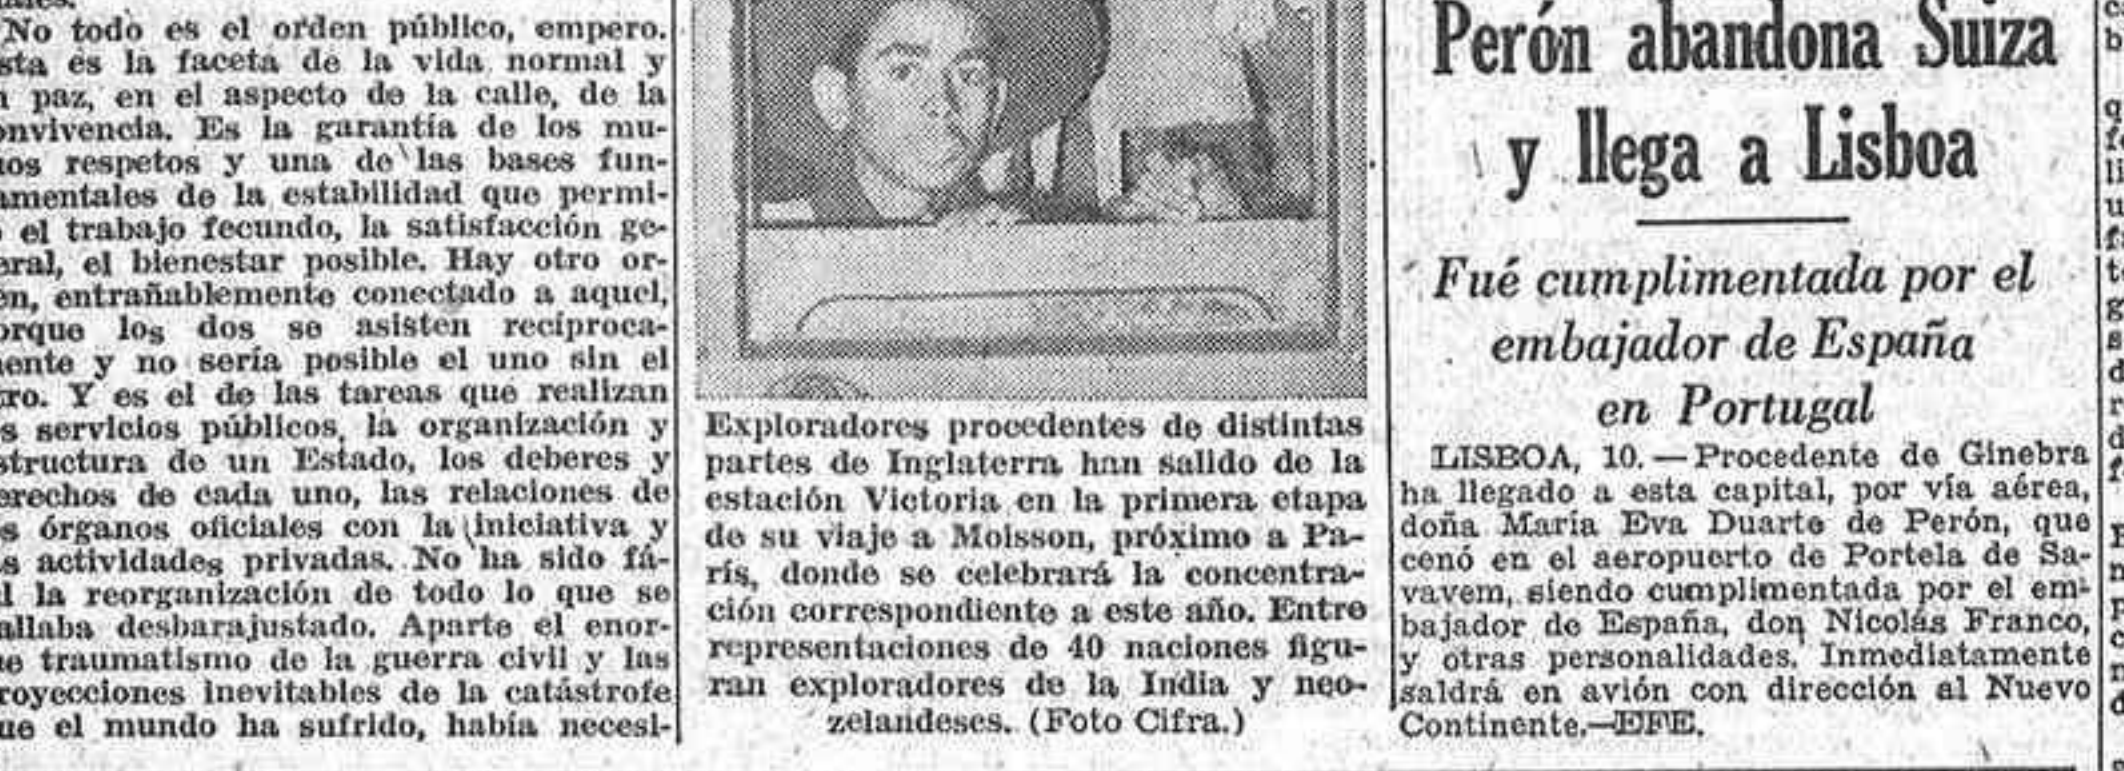 No todo es el orden público, empero.
sta es la faceta de la vida normal y
paz, en el aspecto de la calle, de la
onvivencia. Es la garantía de los mu-
os respetos y una de las bases fun-
amentales de la estabilidad que permi-
el trabajo fecundo, la satisfacción ge-
eral, el bienestar posible. Hay otro or-
en, entrañablemente conectado a aquel,
orque los dos se asisten recíproca-
ente y no sería posible el uno sin el
ro. Y es el de las tareas que realizan
s servicios públicos, la organización y
structura de un Estado, los deberes y
erechos de cada uno, las relaciones de
s órganos oficiales con la iniciativa y
s actividades privadas. No ha sido fá-
l la reorganización de todo lo que se
allaba desbarajustado. Aparte el enor-
e traumatismo de la guerra civil y las
royecciones inevitables de la catástrofe
ue el mundo ha sufrido, había necesi-
Exploradores procedentes de distintas
partes de Inglaterra han salido de la
estación Victoria en la primera etapa
de su viaje a Moisson, próximo a Pa-
rís, donde se celebrará la concentra-
ción correspondiente a este año. Entre
representaciones de 40 naciones figu-
ran exploradores de la India y neo-
zelandeses. (Foto Cifra.)
Perón abandona Suiza
y llega a Lisboa
Fué cumplimentada por el
embajador de España
en Portugal
LISBOA, 10.—Procedente de Ginebra
ha llegado a esta capital, por vía aérea,
doña María Eva Duarte de Perón, que
cenó en el aeropuerto de Portela de Sa-
vavem, siendo cumplimentada por el em-
bajador de España, don Nicolás Franco,
y otras personalidades. Inmediatamente
saldrá en avión con dirección al Nuevo
Continente.—EFE.